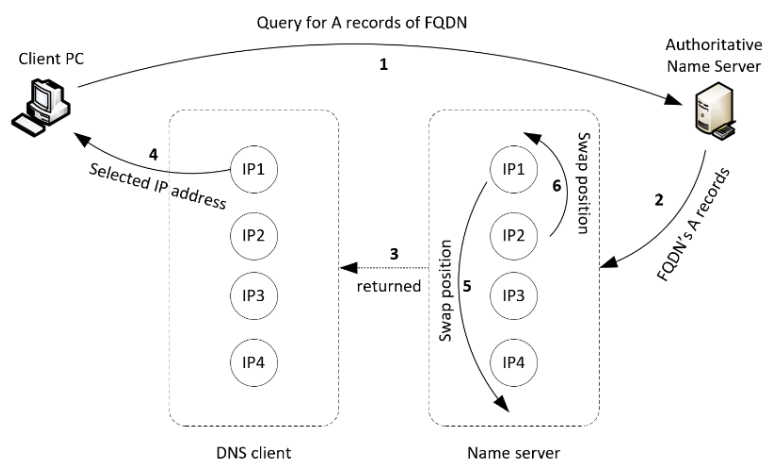 Query for A records of FQDN
Client PC
Authoritative
Name Server
1
4
Selected IP address
IP1
IP2
IP3
IP4
3
returned
IP1
IP2
IP3
IP4
Swap position
5
6
Swap position
2
FQDN's A records
DNS client
Name server